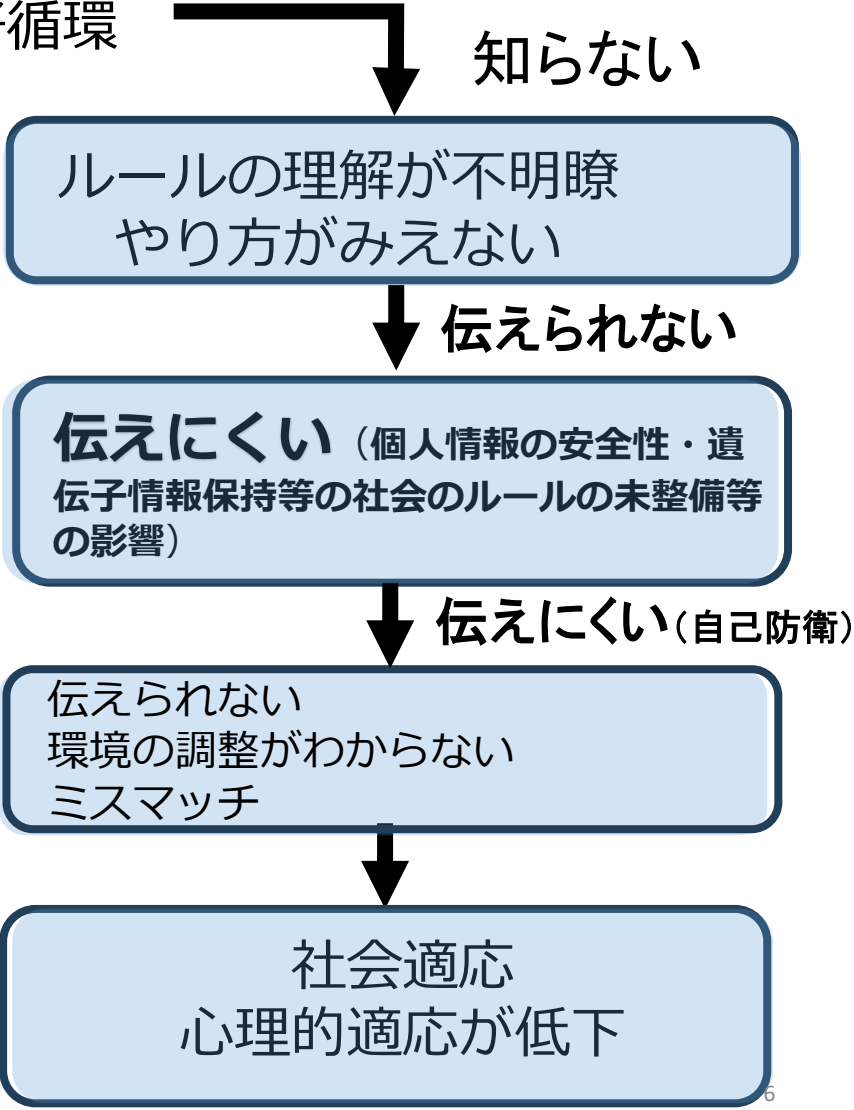 循環
知らない
ルールの理解が不明瞭
やり方がみえない
伝えられない
伝えにくい（個人情報の安全性・遺
伝子情報保持等の社会のルールの未整備等
の影響）
伝えにくい（自己防衛）
伝えられない
環境の調整がわからない
ミスマッチ
社会適応
心理的適応が低下
6